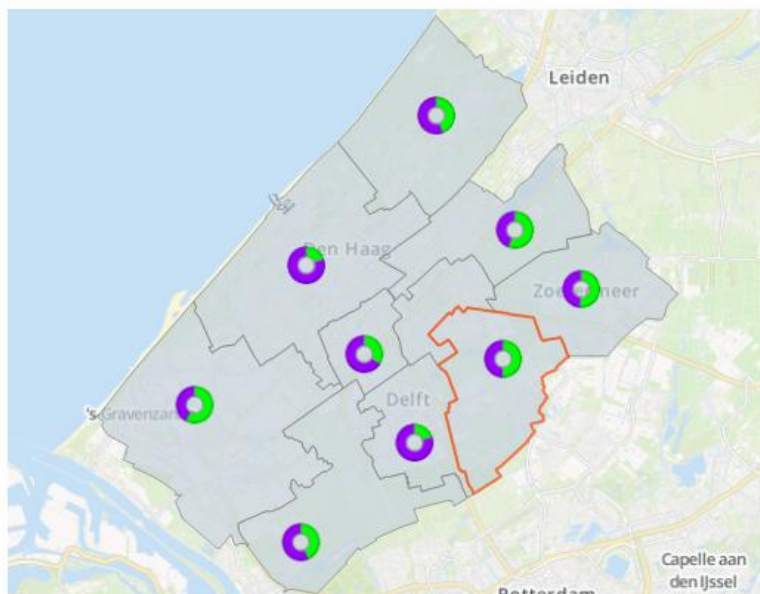 Leiden
Den Haag
Zoetermeer
Delft
's-Gravenzande
Capelle aan
den IJssel
Rotterdam